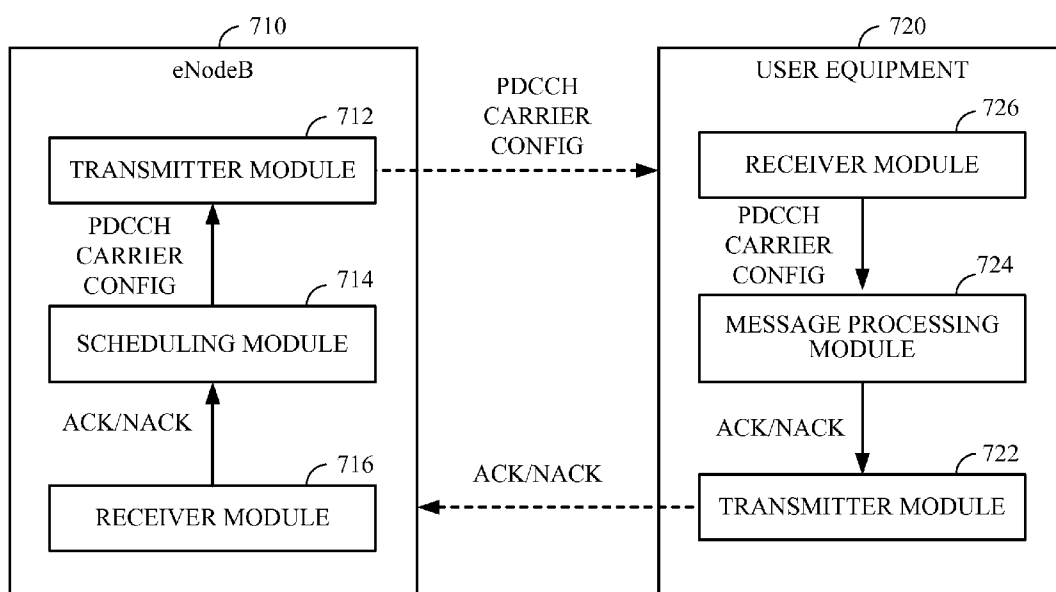 710
eNodeB
712
TRANSMITTER MODULE
PDCCH
CARRIER
CONFIG
714
SCHEDULING MODULE
ACK/NACK
716
RECEIVER MODULE
PDCCH
CARRIER
CONFIG
ACK/NACK
720
USER EQUIPMENT
726
RECEIVER MODULE
PDCCH
CARRIER
CONFIG
724
MESSAGE PROCESSING
MODULE
ACK/NACK
722
TRANSMITTER MODULE